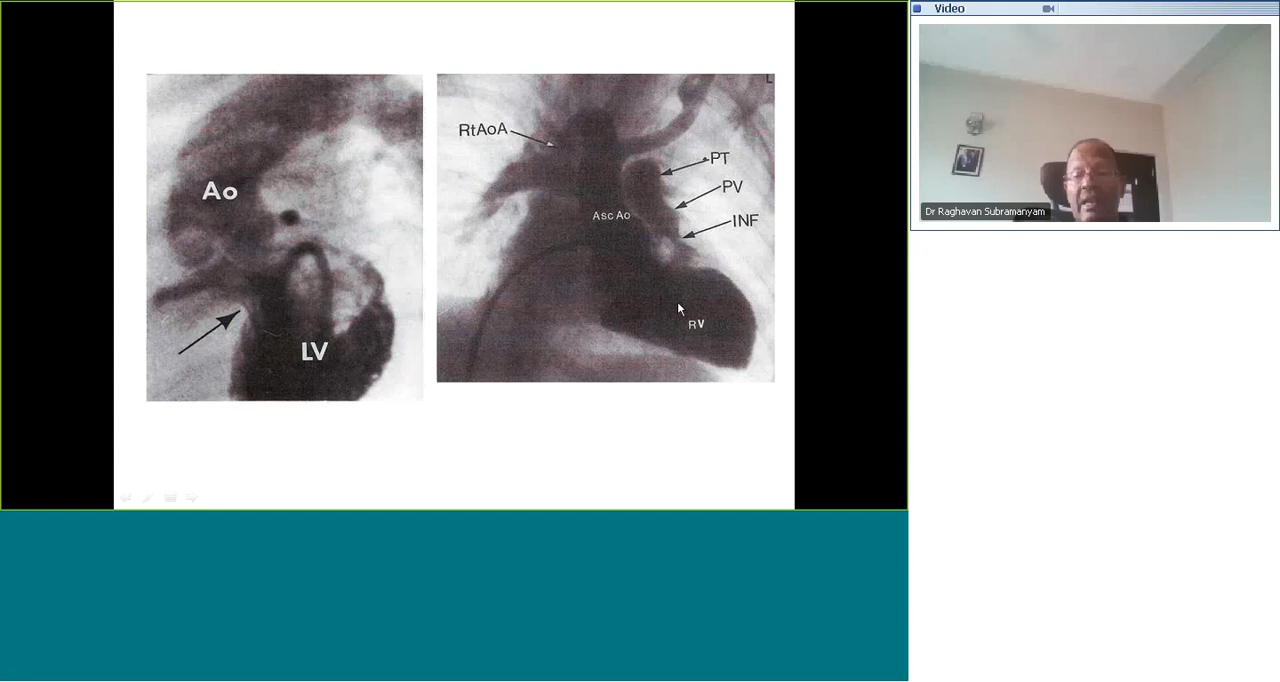 Ao
LV
RtAoA
PT
PV
INF
Asc Ao
RV
L
Video
Dr Raghavan Subramanyam